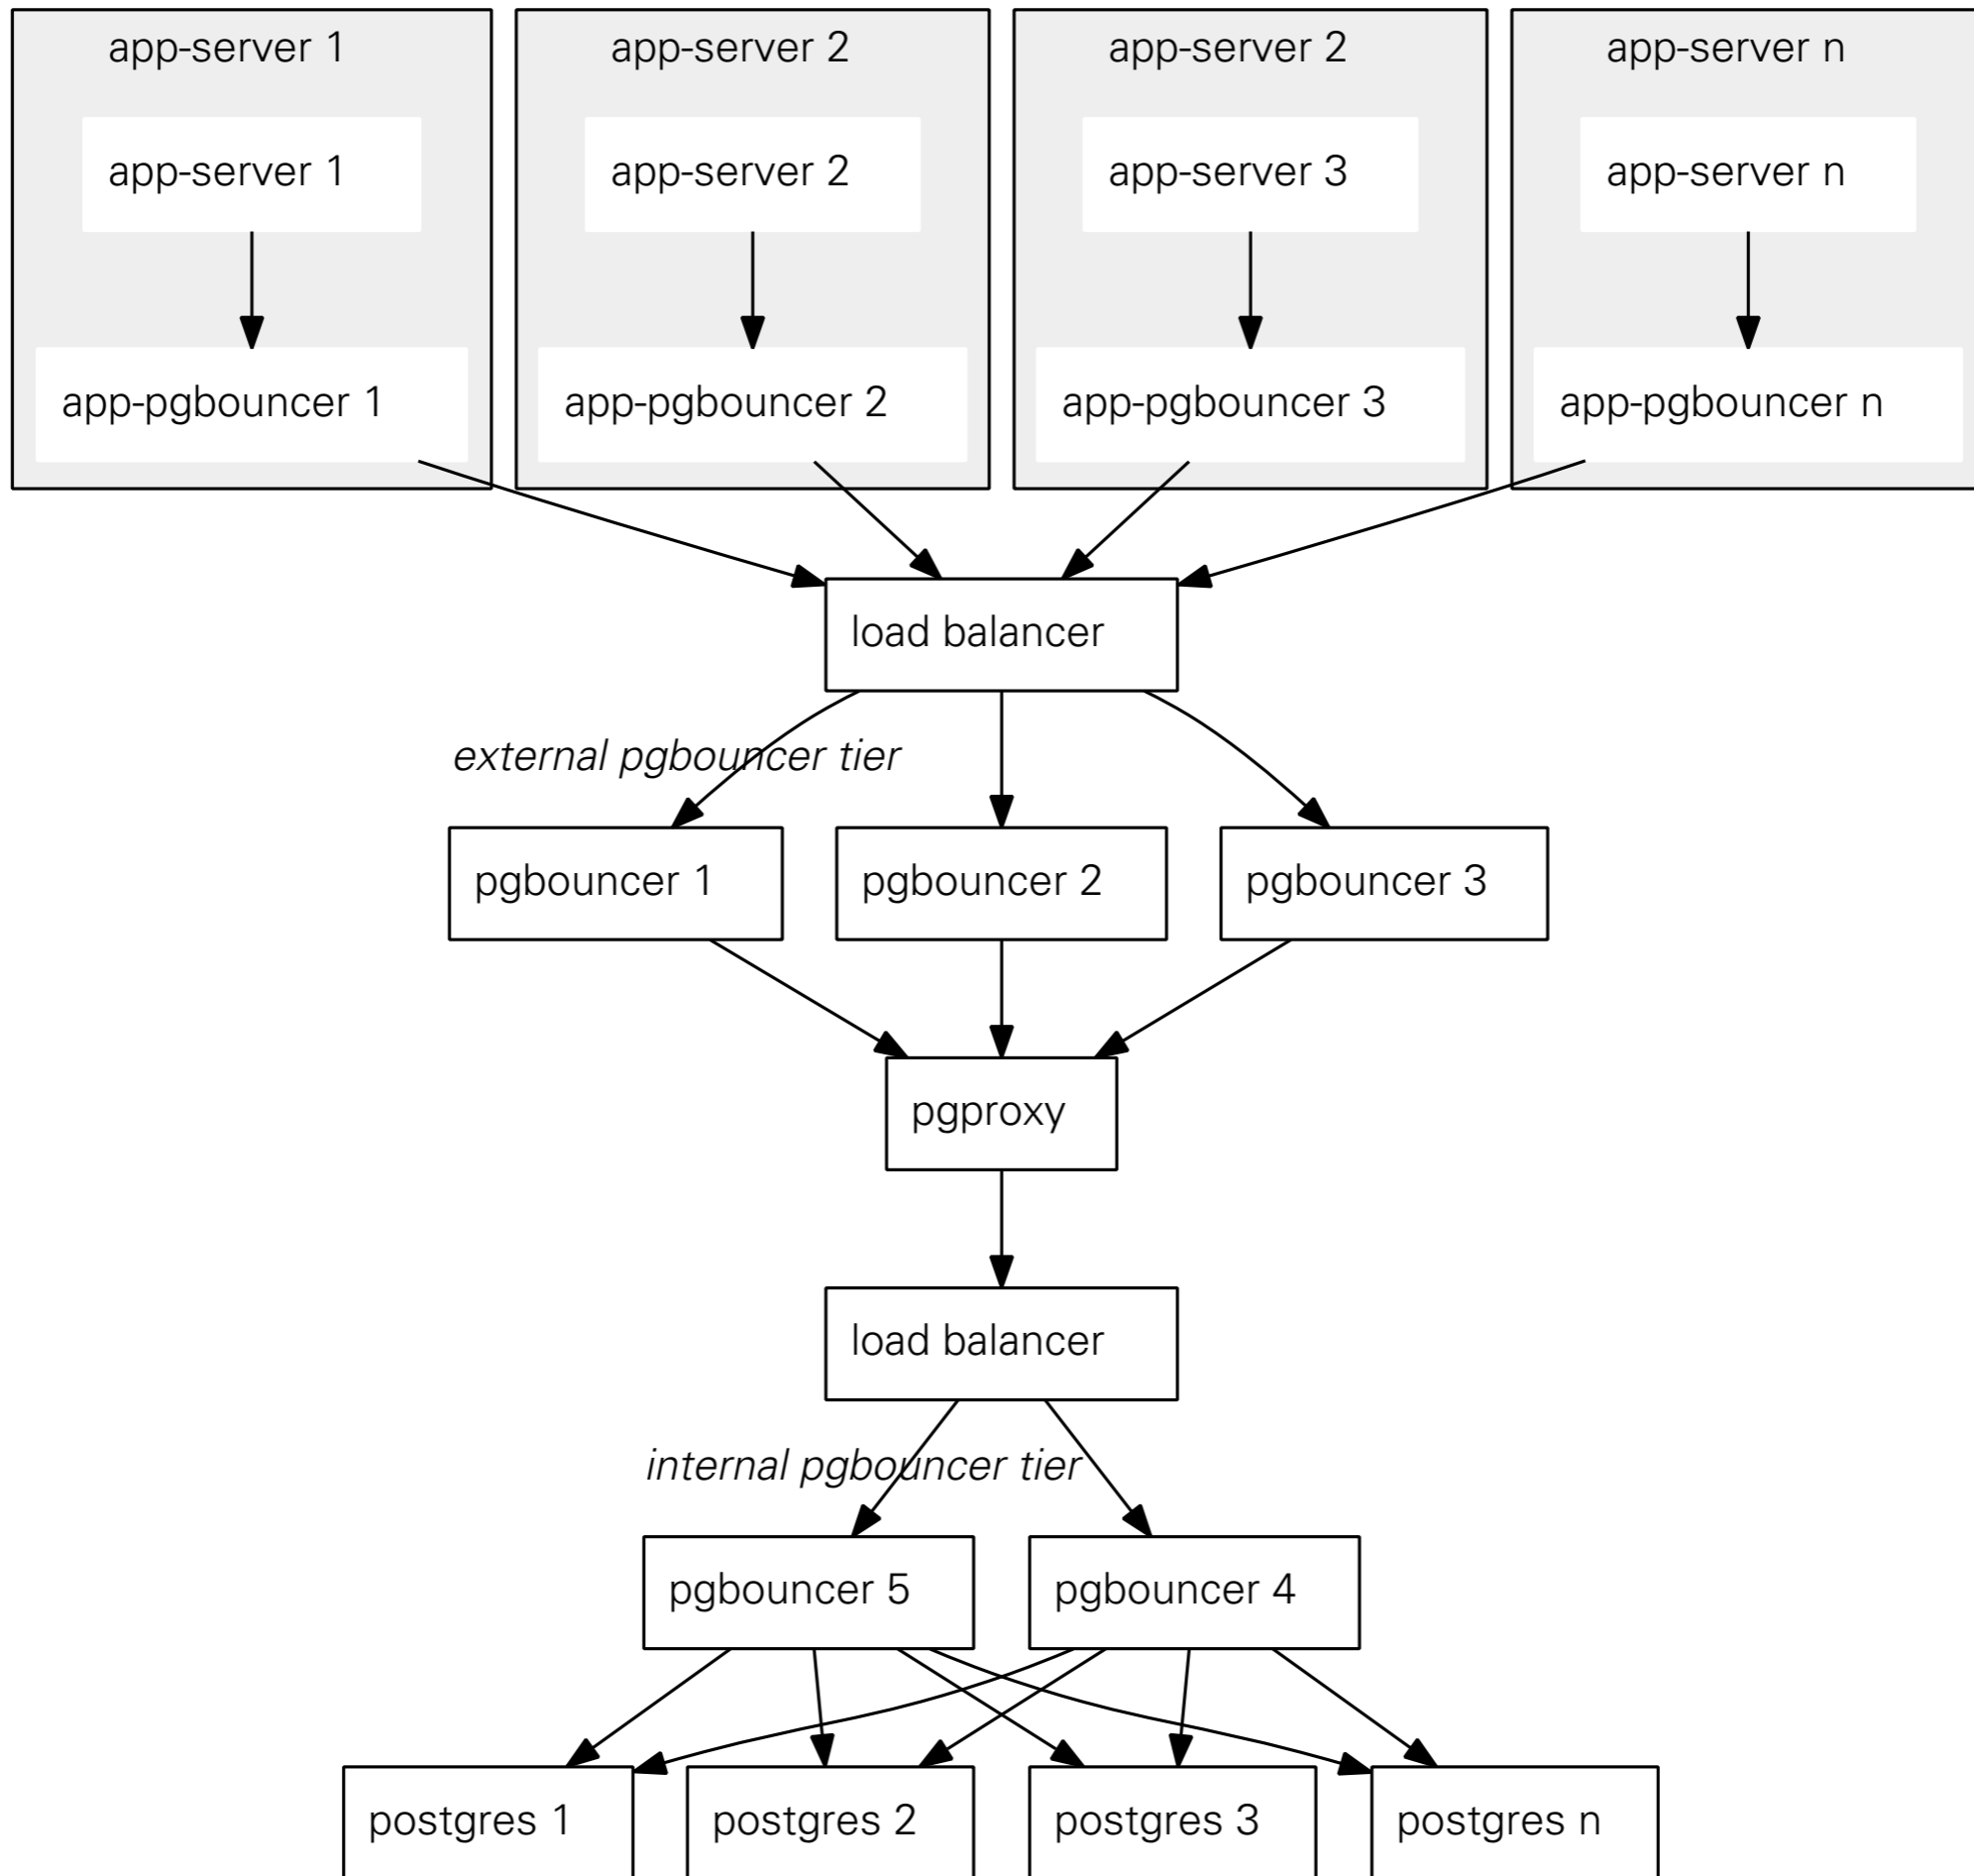 app-server 1
app-server 2
app-server 2
app-server n
app-server 1
app-server 2
app-server 3
app-server n
app-pgbouncer 1
app-pgbouncer 2
app-pgbouncer 3
app-pgbouncer n
load balancer
external pgbouncer tier
pgbouncer 1
pgbouncer 2
pgbouncer 3
pgproxy
load balancer
internal pgbouncer tier
pgbouncer 5
pgbouncer 4
postgres 1
postgres 2
postgres 3
postgres n